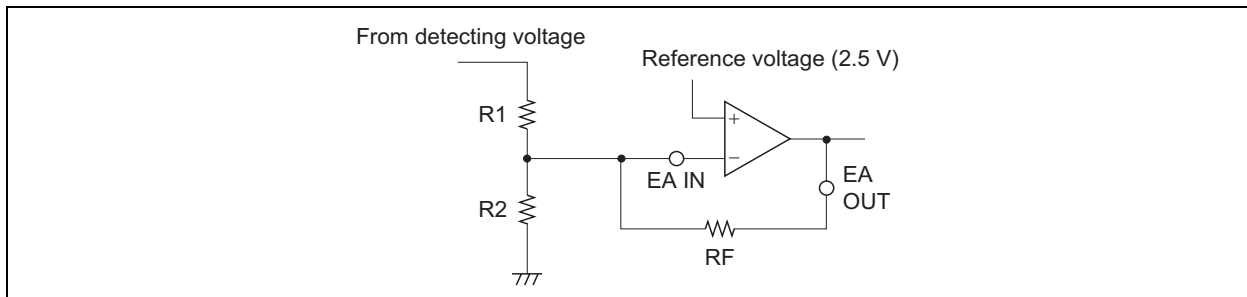 From detecting voltage
Reference voltage (2.5 V)
R1
+
−
EA IN
EA
OUT
R2
RF